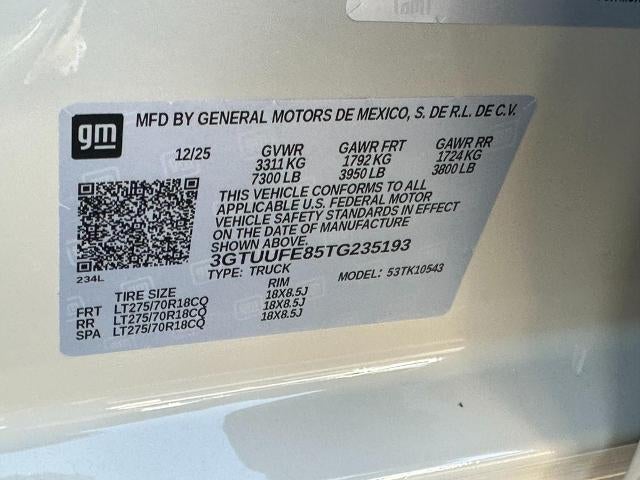 gm
MFD BY GENERAL MOTORS DE MEXICO, S. DE R.L. DE C.V.
12/25 GVWR GAWR FRT GAWR RR
3311 KG 1792 KG 1724 KG
7300 LB 3950 LB 3800 LB
THIS VEHICLE CONFORMS TO ALL
APPLICABLE U.S. FEDERAL MOTOR
VEHICLE SAFETY STANDARDS IN EFFECT
ON THE DATE OF MANUFACTURE
SHOWN ABOVE.
3GTUUFE85TG235193
234L
TYPE: TRUCK MODEL: 53TK10543
TIRE SIZE RIM
FRT LT275/70R18CQ 18X8.5J
RR LT275/70R18CQ 18X8.5J
SPA LT275/70R18CQ 18X8.5J